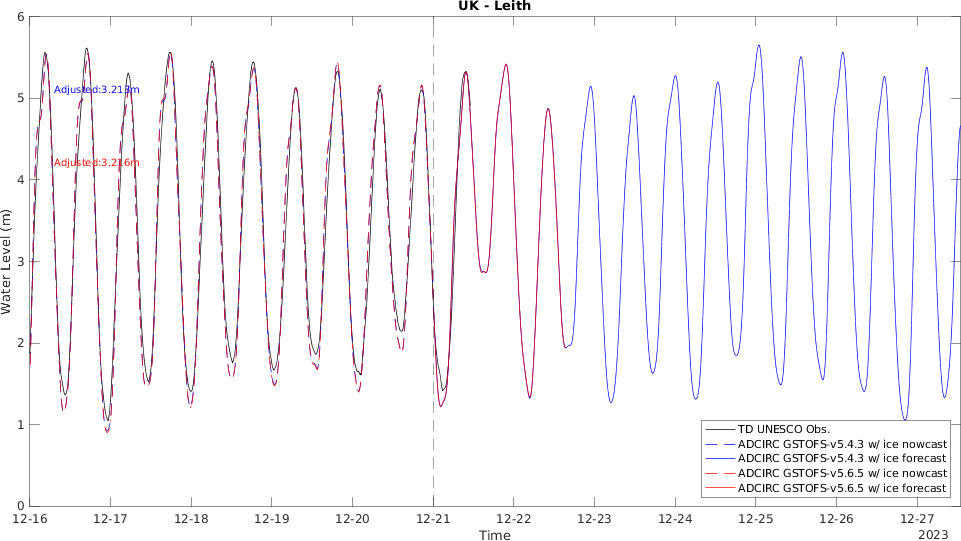 UK - Leith
6
5
4
3
2
1
0
Water Level (m)
Adjusted:3.213m
Adjusted:3.216m
TD UNESCO Obs.
ADCIRC GSTOFS-v5.4.3 w/ ice nowcast
ADCIRC GSTOFS-v5.4.3 w/ ice forecast
ADCIRC GSTOFS-v5.6.5 w/ ice nowcast
ADCIRC GSTOFS-v5.6.5 w/ ice forecast
12-16 12-17 12-18 12-19 12-20 12-21 12-22 12-23 12-24 12-25 12-26 12-27
Time
2023